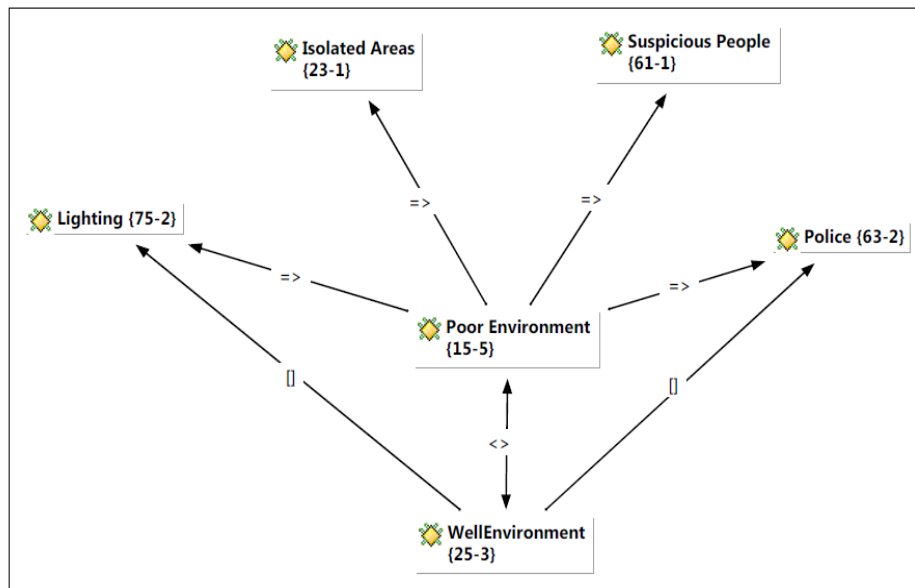 Isolated Areas
{23-1}
Suspicious People
{61-1}
=>
=>
Lighting {75-2}
Police {63-2}
=>
=>
Poor Environment
{15-5}
[]
[]
<>
WellEnvironment
{25-3}